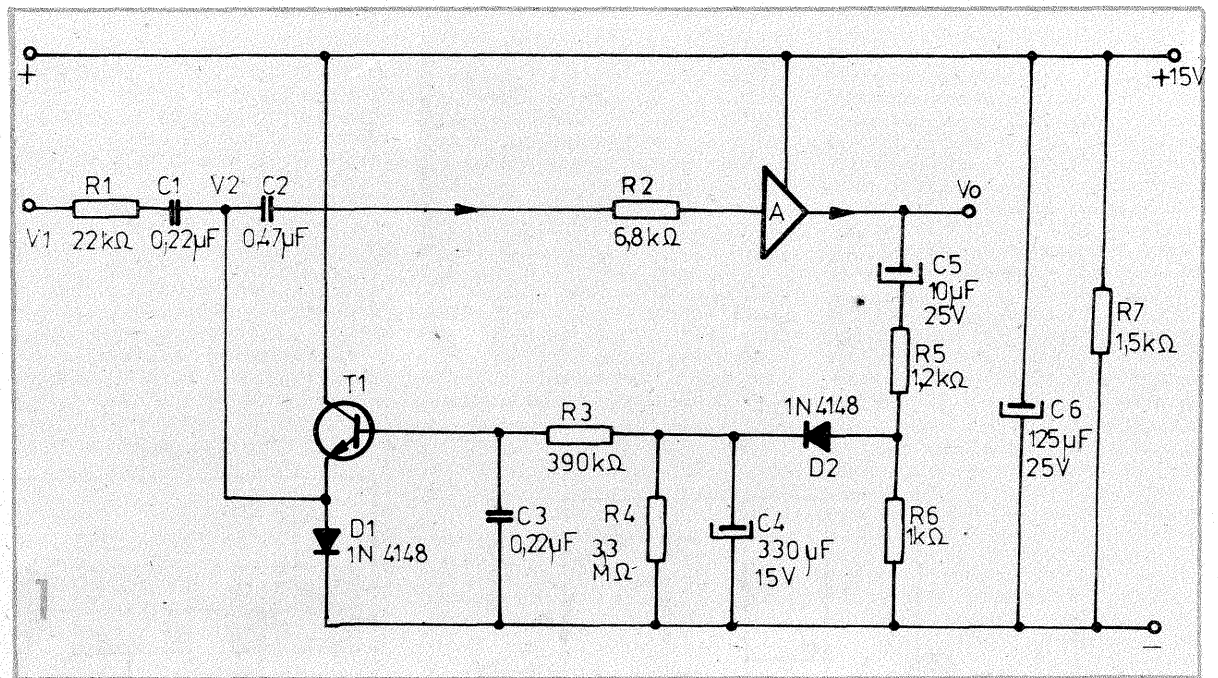 +
+15V
R1
C1
V2
C2
R2
A
Vo
V1
22kΩ
0,22µF
0,47µF
6,8kΩ
C5
10µF
25V
R7
1,5kΩ
R5
1,2kΩ
T1
1N4148
R3
390kΩ
D2
C6
125µF
25V
D1
1N 4148
C3
0,22µF
R4
3,3
MΩ
C4
330µF
15V
R6
1kΩ
1
−